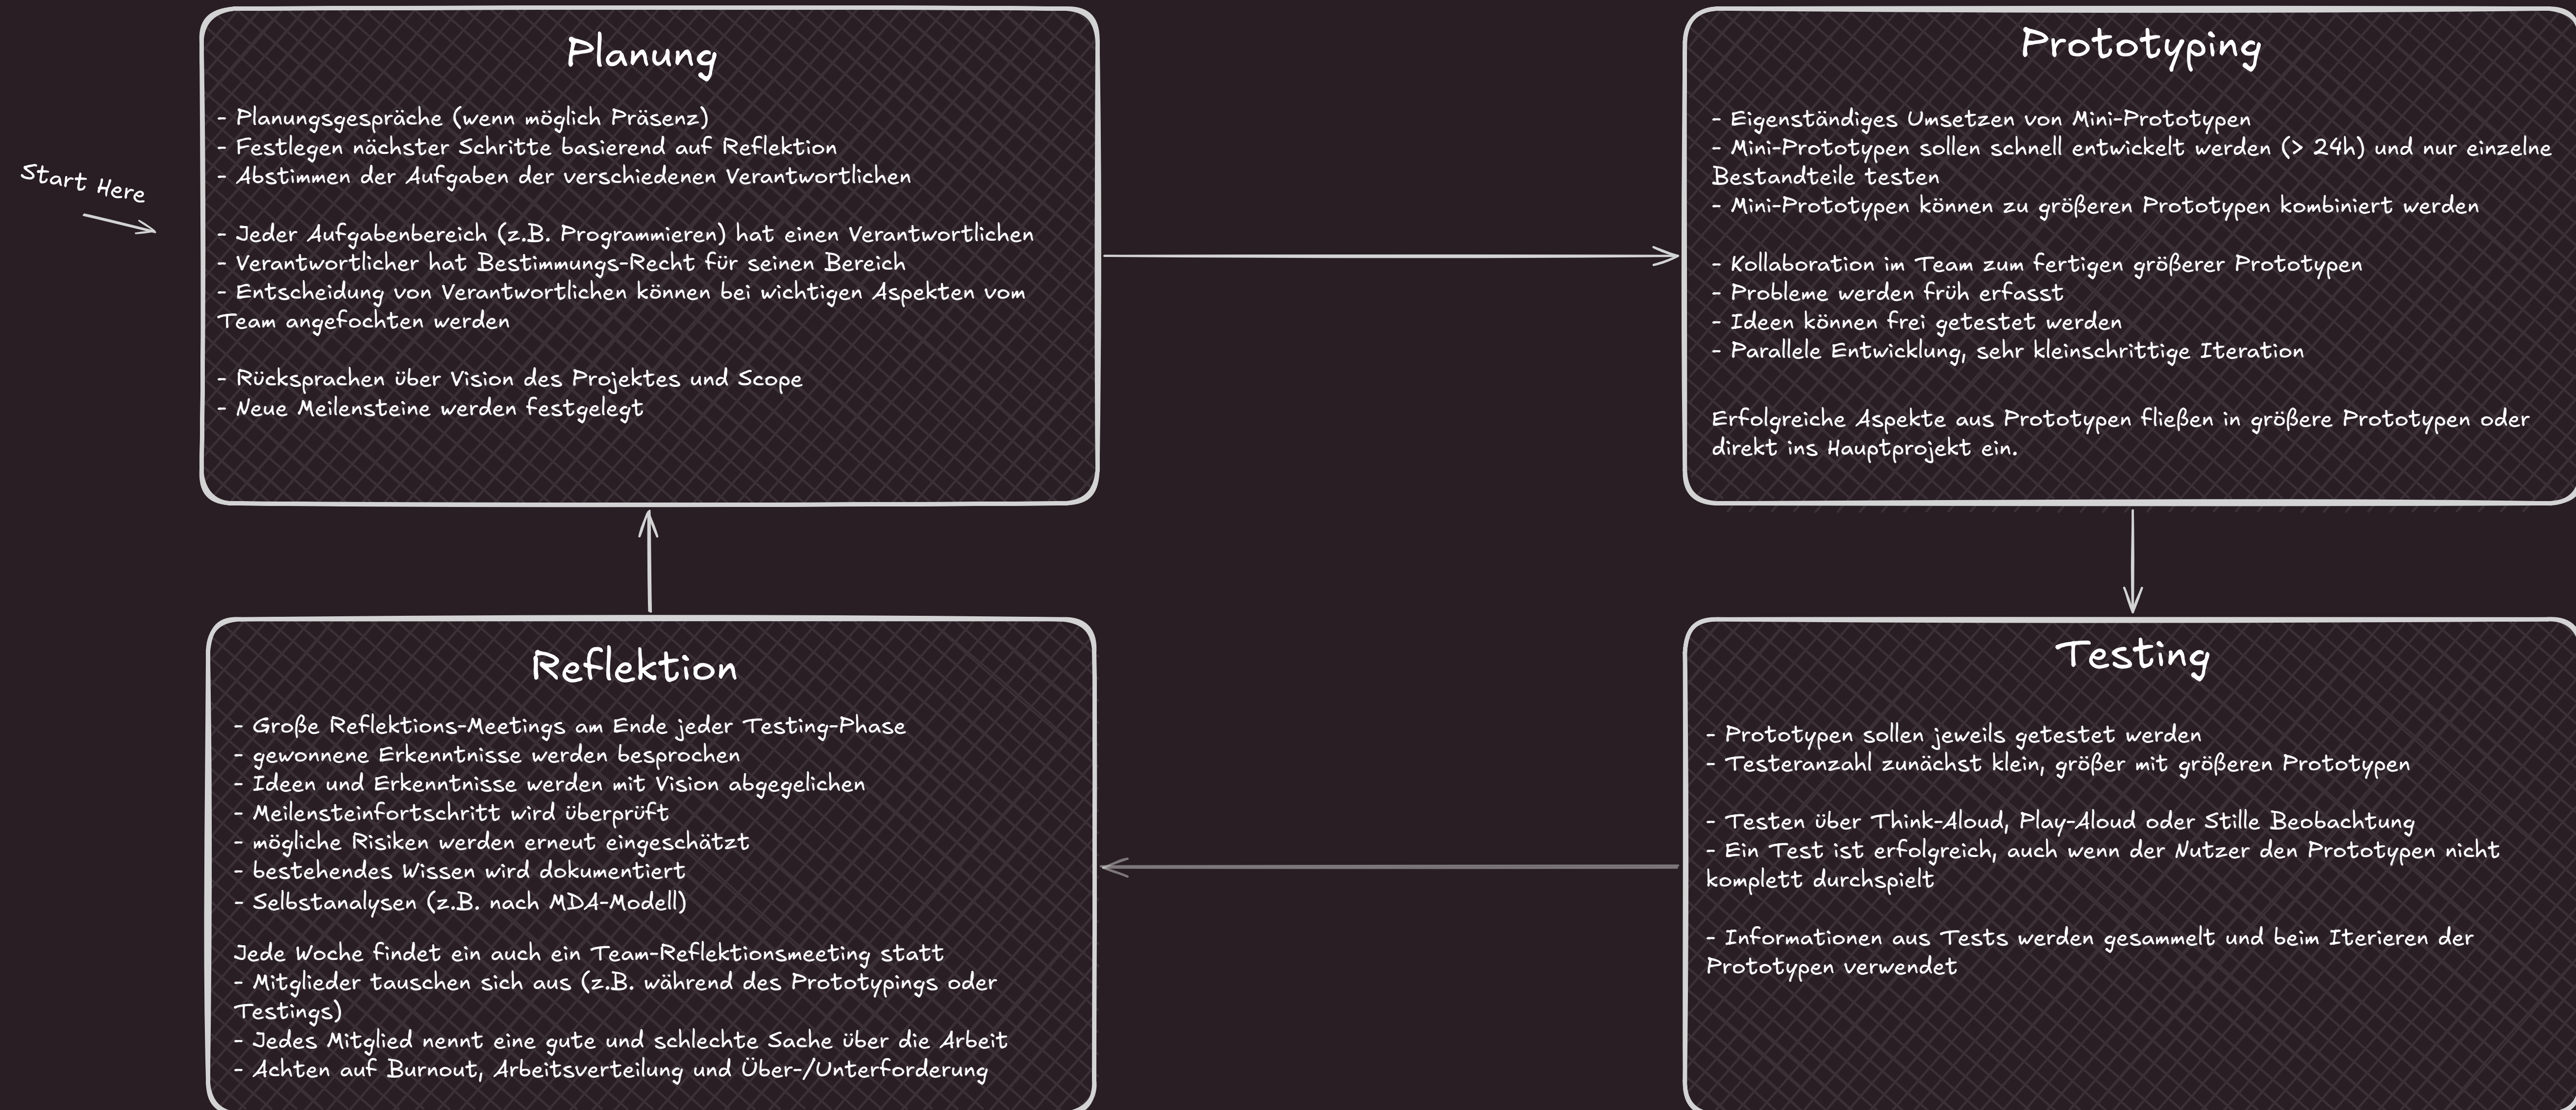 Start Here
Planung
- Planungsgespräche (wenn möglich Präsenz)
- Festlegen nächster Schritte basierend auf Reflektion
- Abstimmen der Aufgaben der verschiedenen Verantwortlichen
- Jeder Aufgabenbereich (z.B. Programmieren) hat einen Verantwortlichen
- Verantwortlicher hat Bestimmungs-Recht für seinen Bereich
- Entscheidung von Verantwortlichen können bei wichtigen Aspekten vom
Team angefochten werden
- Rücksprachen über Vision des Projektes und Scope
- Neue Meilensteine werden festgelegt
Prototyping
- Eigenständiges Umsetzen von Mini-Prototypen
- Mini-Prototypen sollen schnell entwickelt werden (> 24h) und nur einzelne
Bestandteile testen
- Mini-Prototypen können zu größeren Prototypen kombiniert werden
- Kollaboration im Team zum fertigen größerer Prototypen
- Probleme werden früh erfasst
- Ideen können frei getestet werden
- Parallele Entwicklung, sehr kleinschrittige Iteration
Erfolgreiche Aspekte aus Prototypen fließen in größere Prototypen oder
direkt ins Hauptprojekt ein.
Reflektion
- Große Reflektions-Meetings am Ende jeder Testing-Phase
- gewonnene Erkenntnisse werden besprochen
- Ideen und Erkenntnisse werden mit Vision abgegelichen
- Meilensteinfortschritt wird überprüft
- mögliche Risiken werden erneut eingeschätzt
- bestehendes Wissen wird dokumentiert
- Selbstanalysen (z.B. nach MDA-Modell)
Jede Woche findet ein auch ein Team-Reflektionsmeeting statt
- Mitglieder tauschen sich aus (z.B. während des Prototypings oder
Testings)
- Jedes Mitglied nennt eine gute und schlechte Sache über die Arbeit
- Achten auf Burnout, Arbeitsverteilung und Über-/Unterforderung
Testing
- Prototypen sollen jeweils getestet werden
- Testeranzahl zunächst klein, größer mit größeren Prototypen
- Testen über Think-Aloud, Play-Aloud oder Stille Beobachtung
- Ein Test ist erfolgreich, auch wenn der Nutzer den Prototypen nicht
komplett durchspielt
- Informationen aus Tests werden gesammelt und beim Iterieren der
Prototypen verwendet